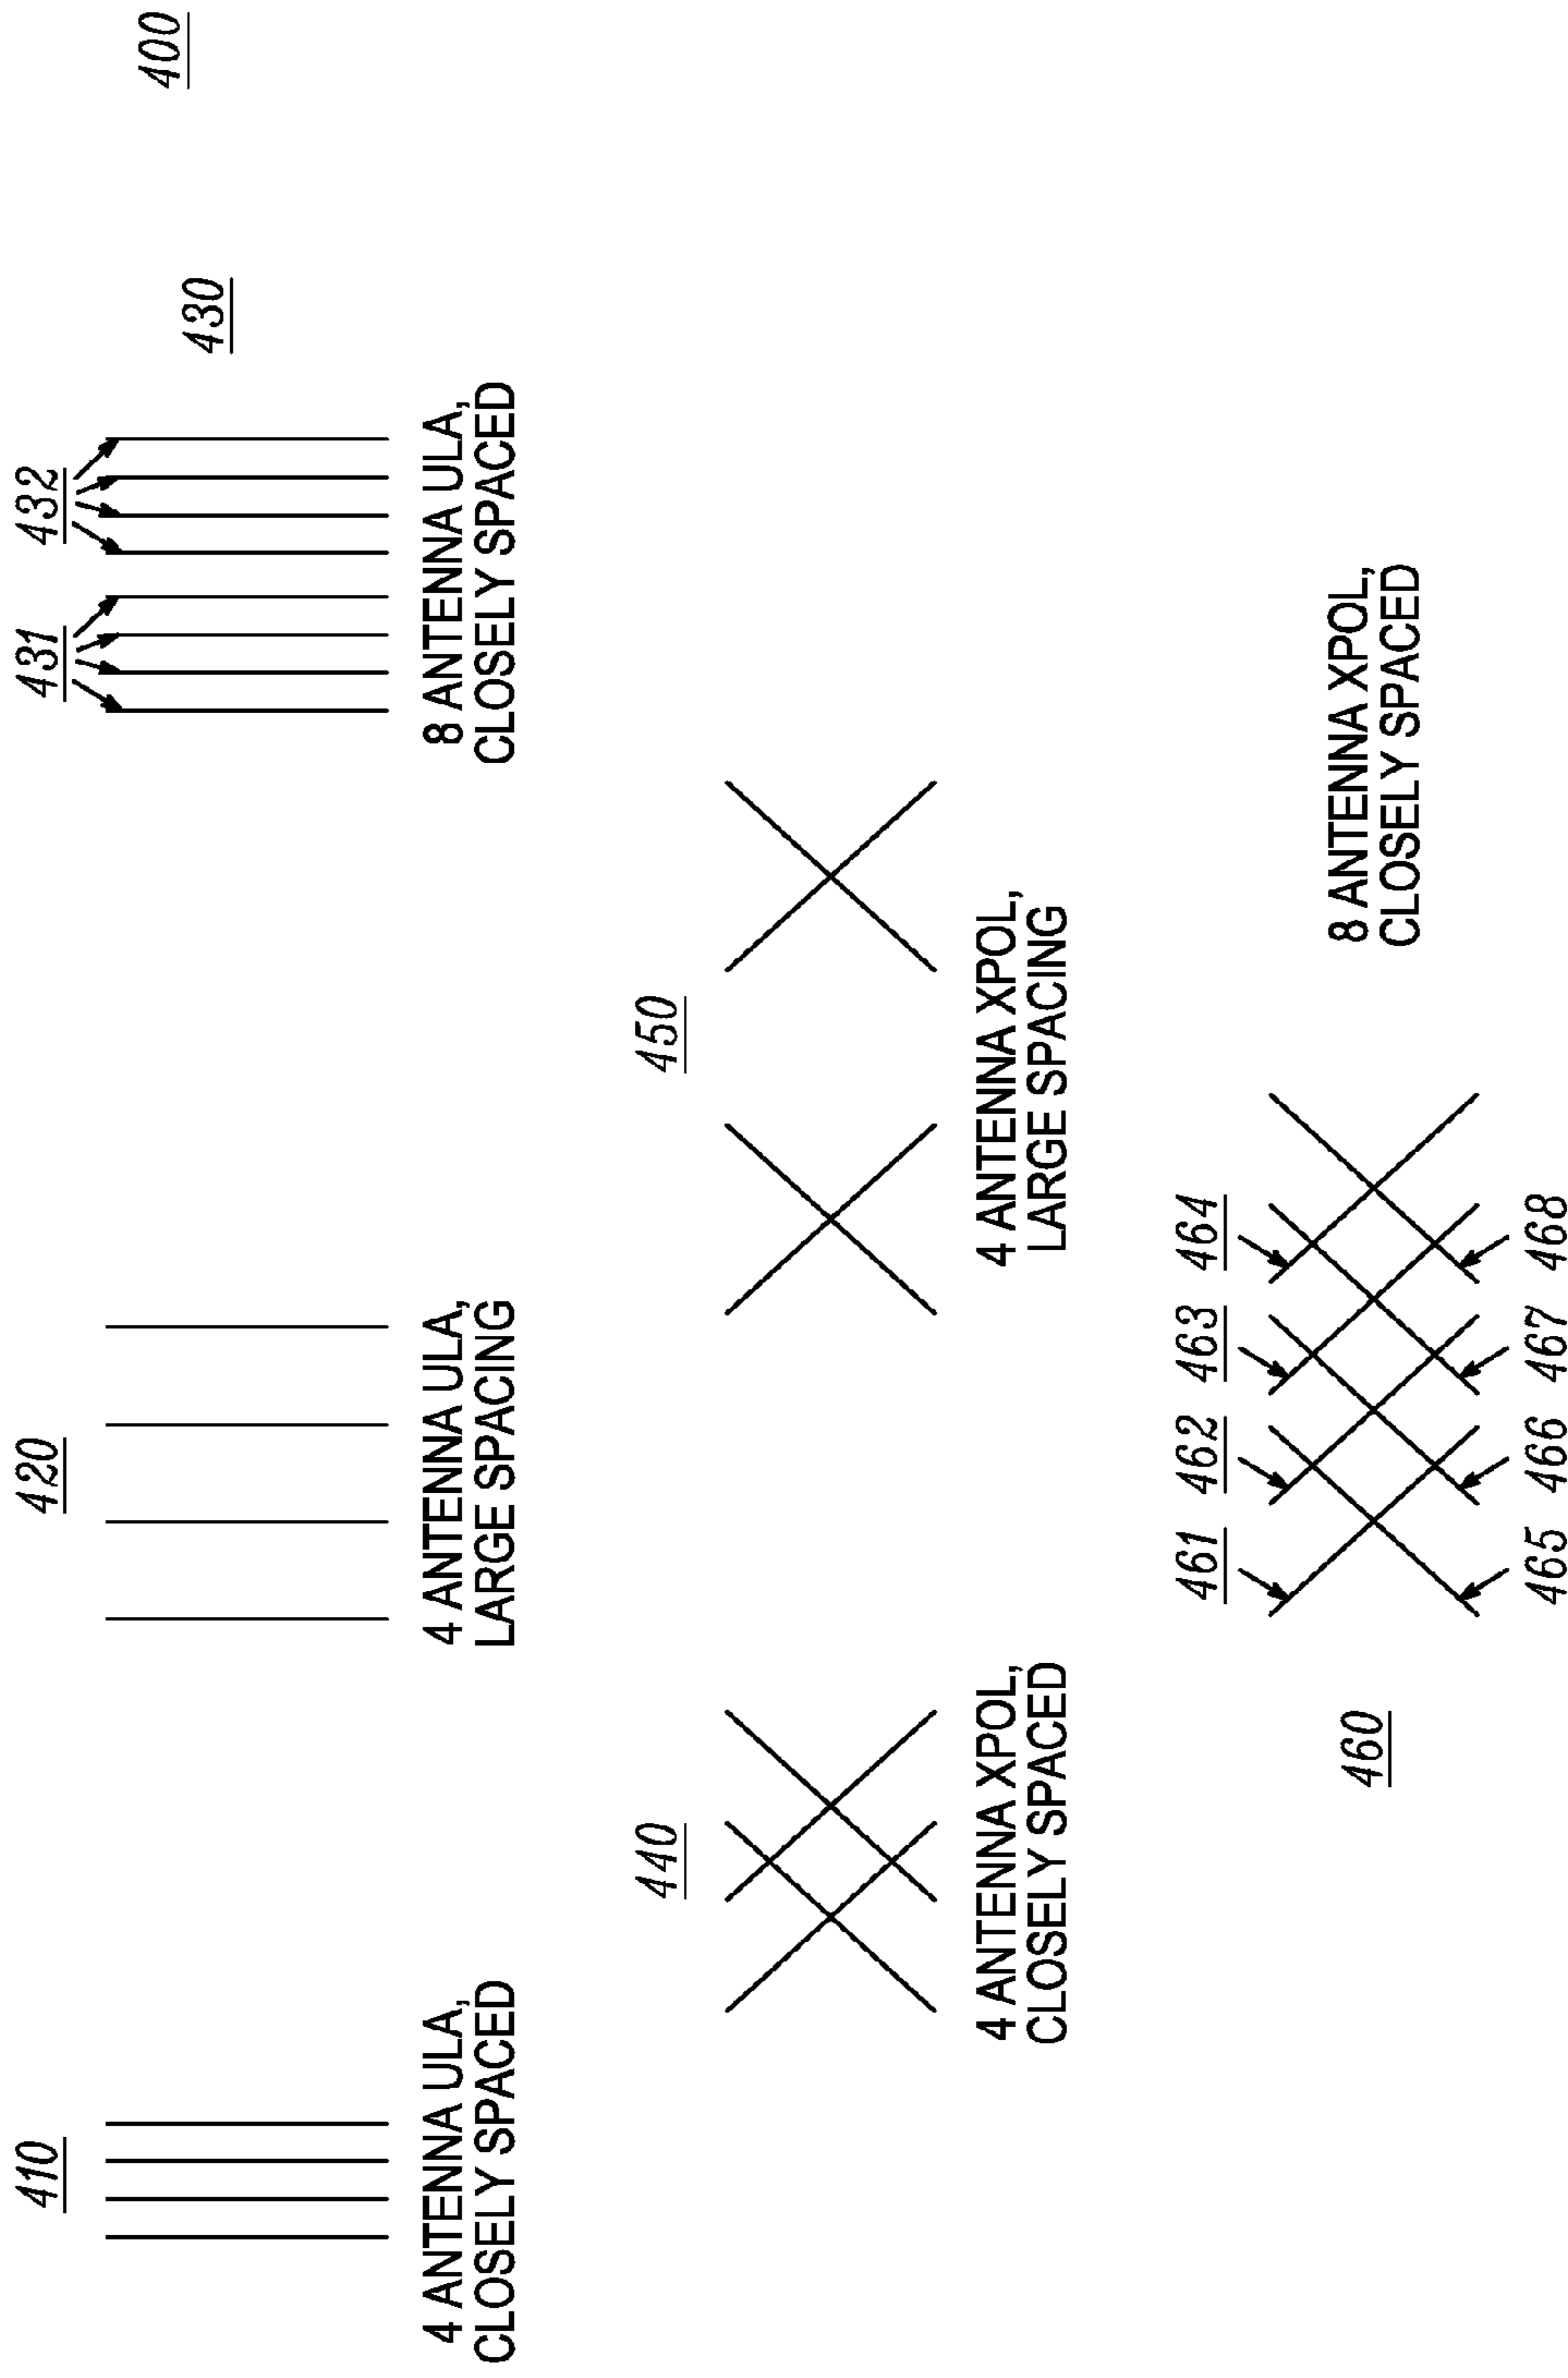 400
410
4 ANTENNA ULA,
CLOSELY SPACED
420
4 ANTENNA ULA,
LARGE SPACING
431
432
430
8 ANTENNA ULA,
CLOSELY SPACED
440
4 ANTENNA XPOL,
CLOSELY SPACED
450
4 ANTENNA XPOL,
LARGE SPACING
460
461
462
463
464
465
466
467
468
8 ANTENNA XPOL,
CLOSELY SPACED